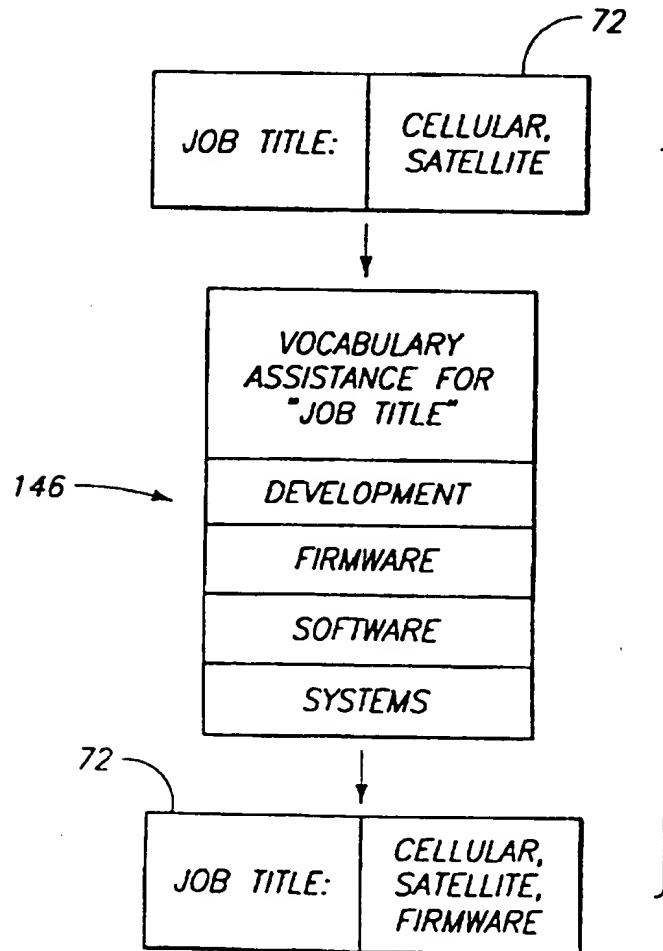 72
JOB TITLE:
CELLULAR,
SATELLITE
VOCABULARY
ASSISTANCE FOR
"JOB TITLE"
146
DEVELOPMENT
FIRMWARE
SOFTWARE
SYSTEMS
72
JOB TITLE:
CELLULAR,
SATELLITE,
FIRMWARE